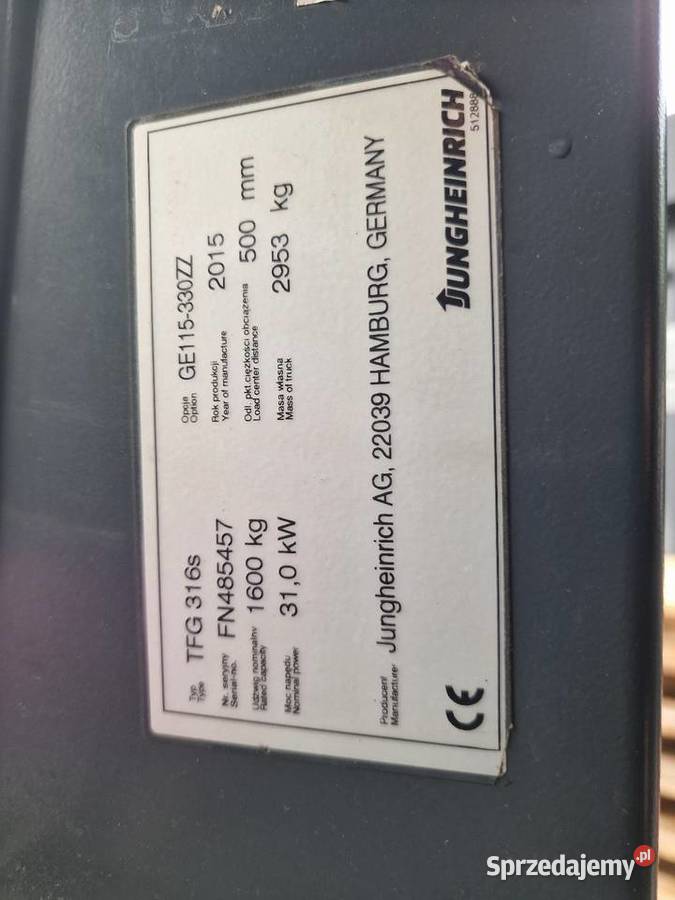 Typ
Type TFG 316s
Opcje
Option GE115-330ZZ
Nr. seryjny
Serial-no. FN485457
Rok produkcji
Year of manufacture 2015
Udźwig nominalny
Rated capacity 1600 kg
Odl. pkt.ciężkości obciążenia
Load center distance 500 mm
Moc napędu
Nominal power 31,0 kW
Masa własna
Mass of truck 2953 kg
Producent
Manufacturer Jungheinrich AG, 22039 HAMBURG, GERMANY
CE
JUNGHEINRICH
Sprzedajemy.pl